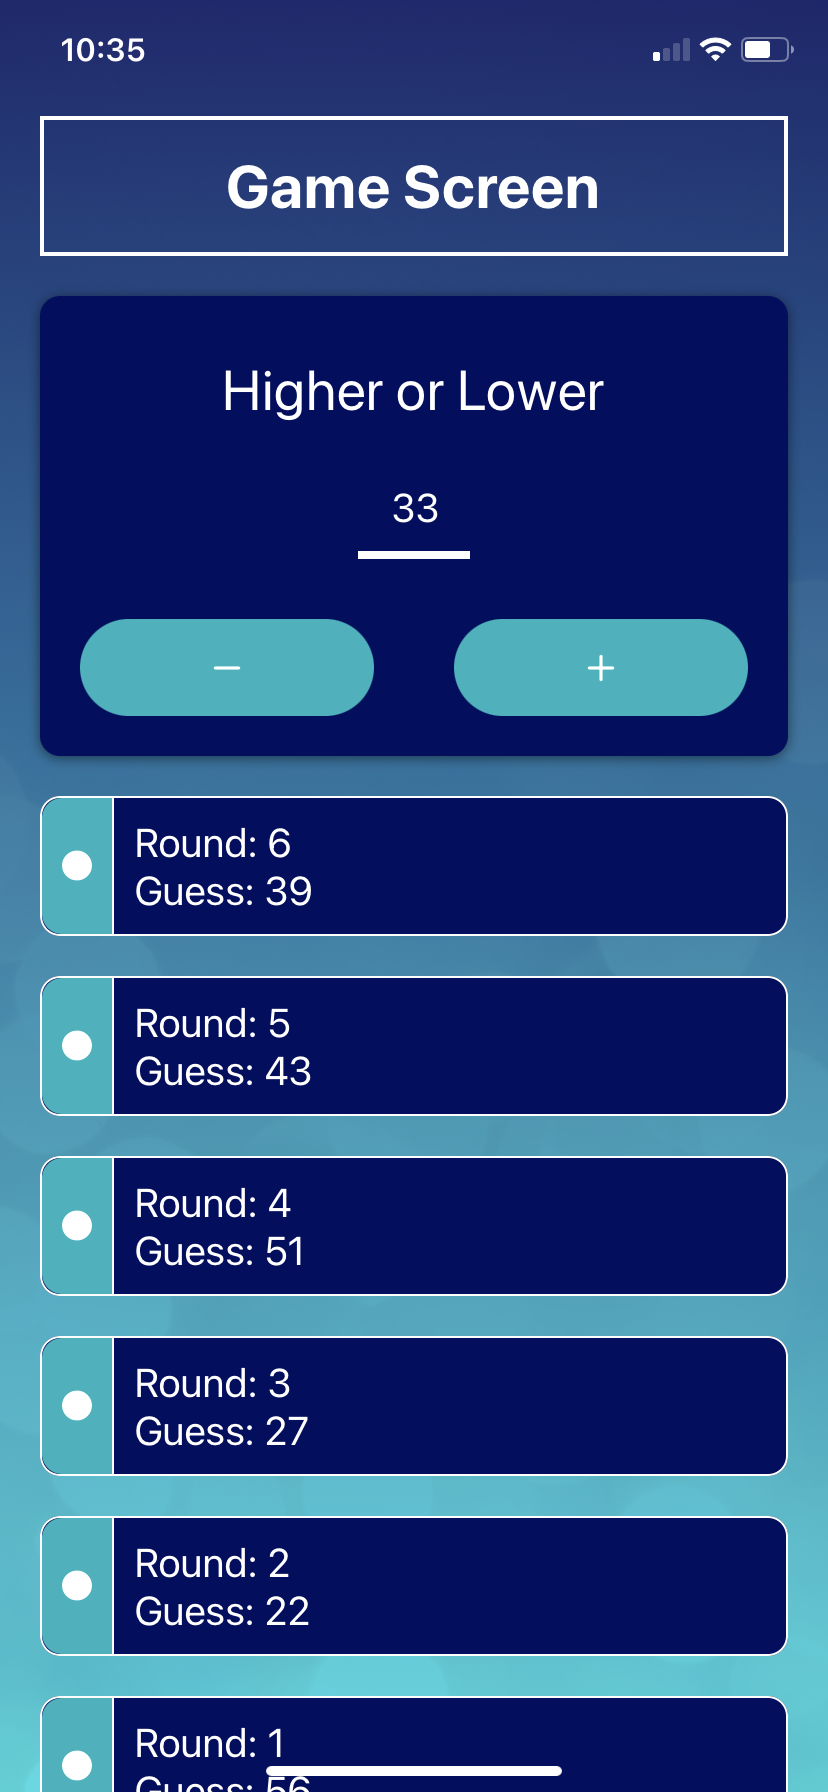 10:35
Game Screen
Higher or Lower
33
−
+
Round: 6
Guess: 39
Round: 5
Guess: 43
Round: 4
Guess: 51
Round: 3
Guess: 27
Round: 2
Guess: 22
Round: 1
Guess: 56